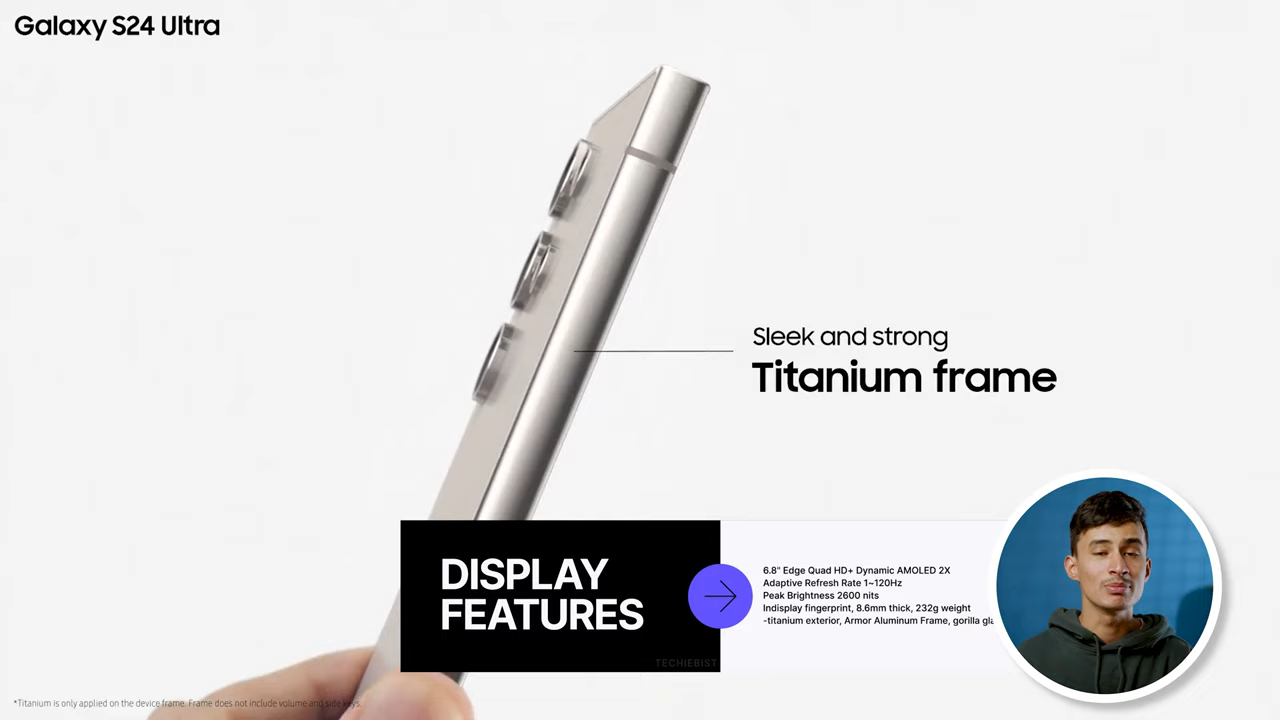 Galaxy S24 Ultra
Sleek and strong
Titanium frame
DISPLAY
FEATURES
6.8" Edge Quad HD+ Dynamic AMOLED 2X
Adaptive Refresh Rate 1~120Hz
Peak Brightness 2600 nits
Indisplay fingerprint, 8.6mm thick, 232g weight
-titanium exterior, Armor Aluminum Frame, gorilla
TECHIEBIST
*Titanium is only applied on the device frame. Frame does not include volume and side keys.